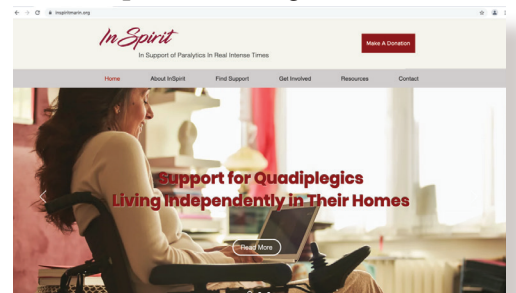 inspiritmarin.org
InSpirit
In Support of Paralytics In Real Intense Times
Make A Donation
Home About InSpirit Find Support Get Involved Resources Contact
Support for Quadiplegics
Living Independently in Their Homes
Read More